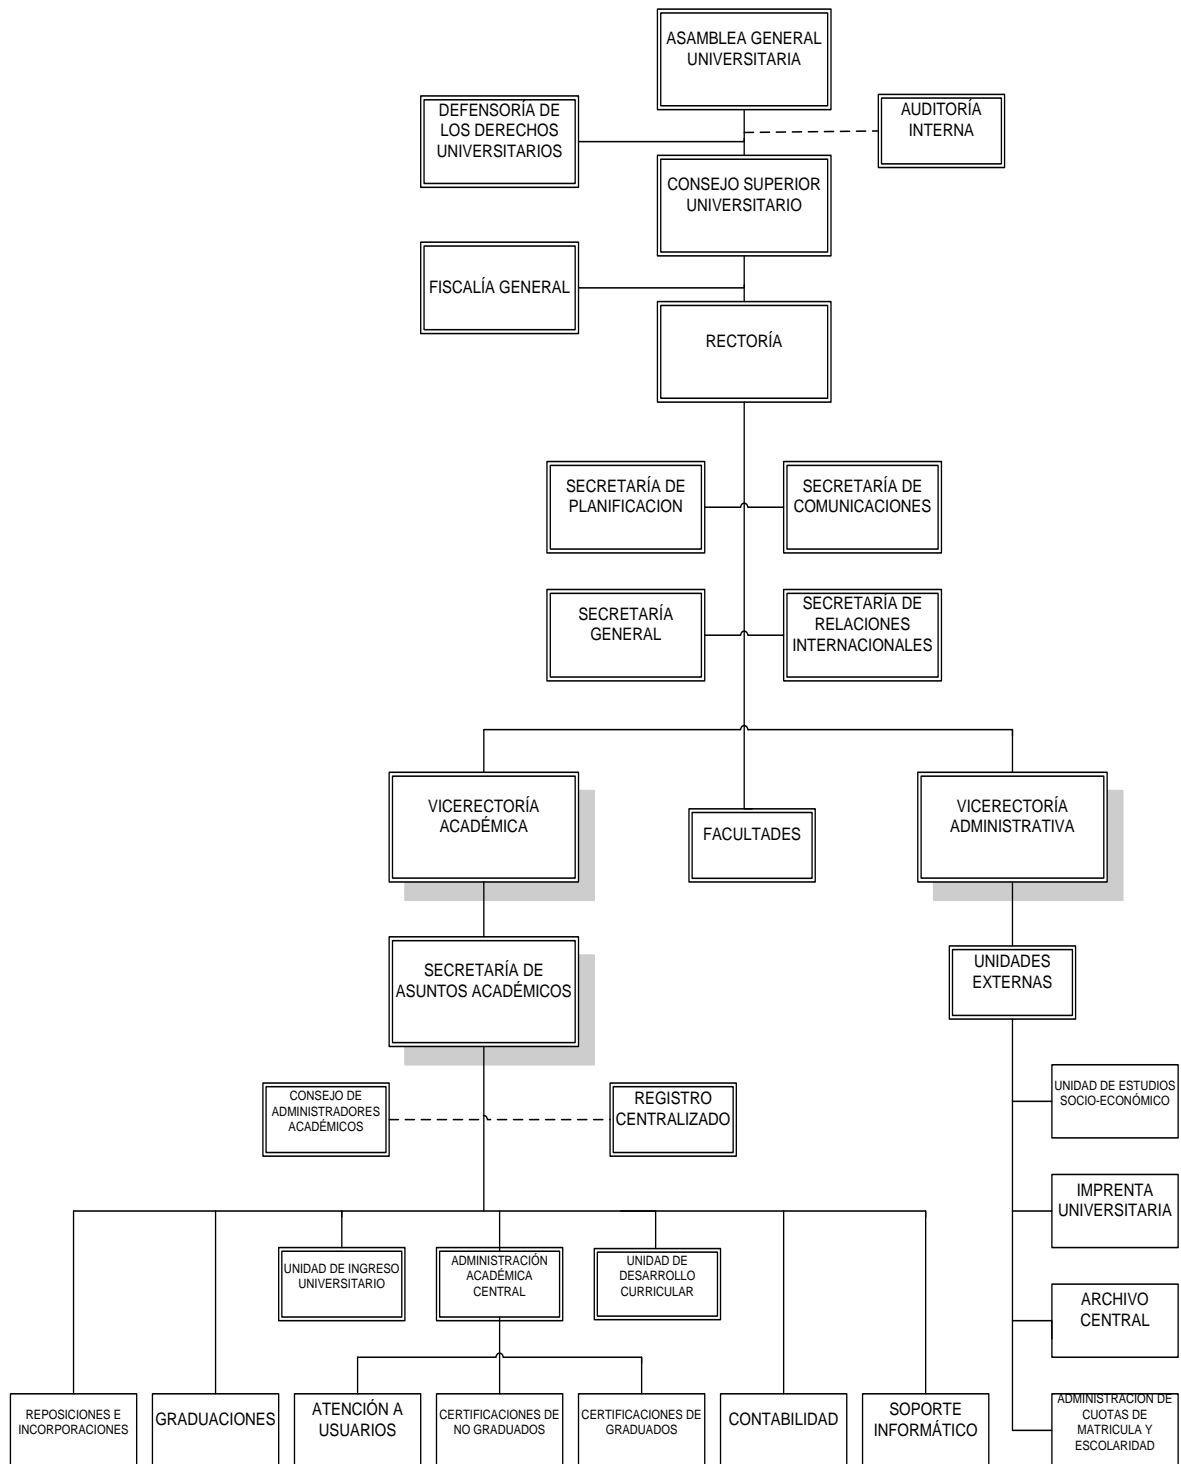 ASAMBLEA GENERAL
UNIVERSITARIA
DEFENSORÍA DE
LOS DERECHOS
UNIVERSITARIOS
AUDITORÍA
INTERNA
CONSEJO SUPERIOR
UNIVERSITARIO
FISCALÍA GENERAL
RECTORÍA
SECRETARÍA DE
PLANIFICACION
SECRETARÍA DE
COMUNICACIONES
SECRETARÍA
GENERAL
SECRETARÍA DE
RELACIONES
INTERNACIONALES
VICERECTORÍA
ACADÉMICA
FACULTADES
VICERECTORÍA
ADMINISTRATIVA
SECRETARÍA DE
ASUNTOS ACADÉMICOS
UNIDADES
EXTERNAS
CONSEJO DE
ADMINISTRADORES
ACADÉMICOS
REGISTRO
CENTRALIZADO
UNIDAD DE ESTUDIOS
SOCIO-ECONÓMICO
IMPRENTA
UNIVERSITARIA
UNIDAD DE INGRESO
UNIVERSITARIO
ADMINISTRACIÓN
ACADÉMICA
CENTRAL
UNIDAD DE
DESARROLLO
CURRICULAR
ARCHIVO
CENTRAL
REPOSICIONES E
INCORPORACIONES
GRADUACIONES
ATENCIÓN A
USUARIOS
CERTIFICACIONES DE
NO GRADUADOS
CERTIFICACIONES DE
GRADUADOS
CONTABILIDAD
SOPORTE
INFORMÁTICO
ADMINISTRACION DE
CUOTAS DE
MATRICULA Y
ESCOLARIDAD